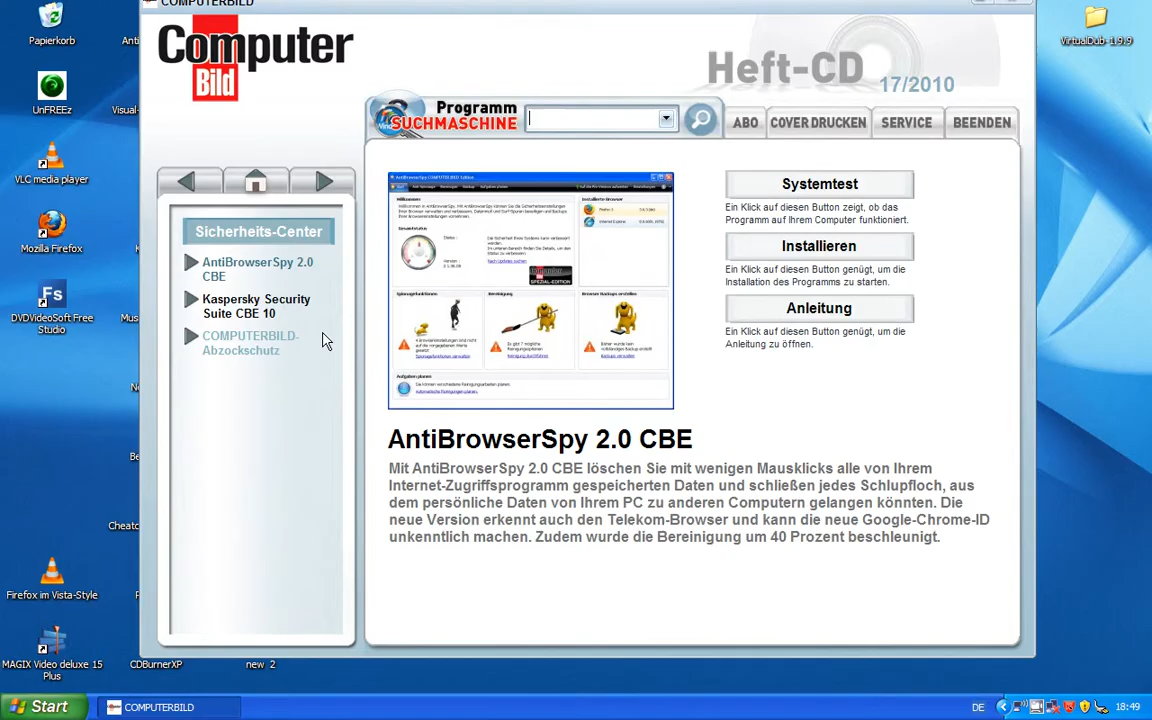 COMPUTERBILD
Papierkorb
UnFREEz
VLC media player
Mozilla Firefox
DVDVideoSoft Free
Studio
Firefox im Vista-Style
MAGIX Video deluxe 15
Plus
CDBurnerXP
new_2
Anti
Visual-
Mus
Ne
Be
Cheato
VirtualDub-1.9.9
Computer
Bild
Heft-CD
17/2010
Programm
SUCHMASCHINE
ABO
COVER DRUCKEN
SERVICE
BEENDEN
Sicherheits-Center
AntiBrowserSpy 2.0
CBE
Kaspersky Security
Suite CBE 10
COMPUTERBILD-
Abzockschutz
Systemtest
Ein Klick auf diesen Button zeigt, ob das
Programm auf Ihrem Computer funktioniert.
Installieren
Ein Klick auf diesen Button genügt, um die
Installation des Programms zu starten.
Anleitung
Ein Klick auf diesen Button genügt, um die
Anleitung zu öffnen.
AntiBrowserSpy 2.0 CBE
Mit AntiBrowserSpy 2.0 CBE löschen Sie mit wenigen Mausklicks alle von Ihrem
Internet-Zugriffsprogramm gespeicherten Daten und schließen jedes Schlupfloch, aus
dem persönliche Daten von Ihrem PC zu anderen Computern gelangen könnten. Die
neue Version erkennt auch den Telekom-Browser und kann die neue Google-Chrome-ID
unkenntlich machen. Zudem wurde die Bereinigung um 40 Prozent beschleunigt.
Start
COMPUTERBILD
DE
18:49